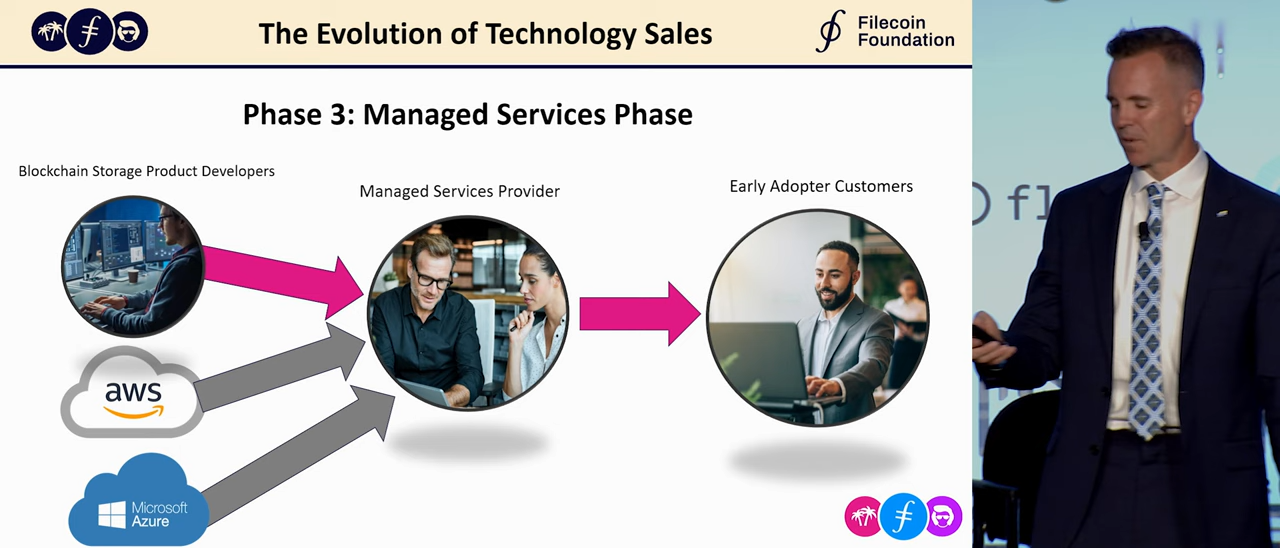 The Evolution of Technology Sales
Filecoin
Foundation
Phase 3: Managed Services Phase
Blockchain Storage Product Developers
Managed Services Provider
Early Adopter Customers
aws
Microsoft
Azure
fl